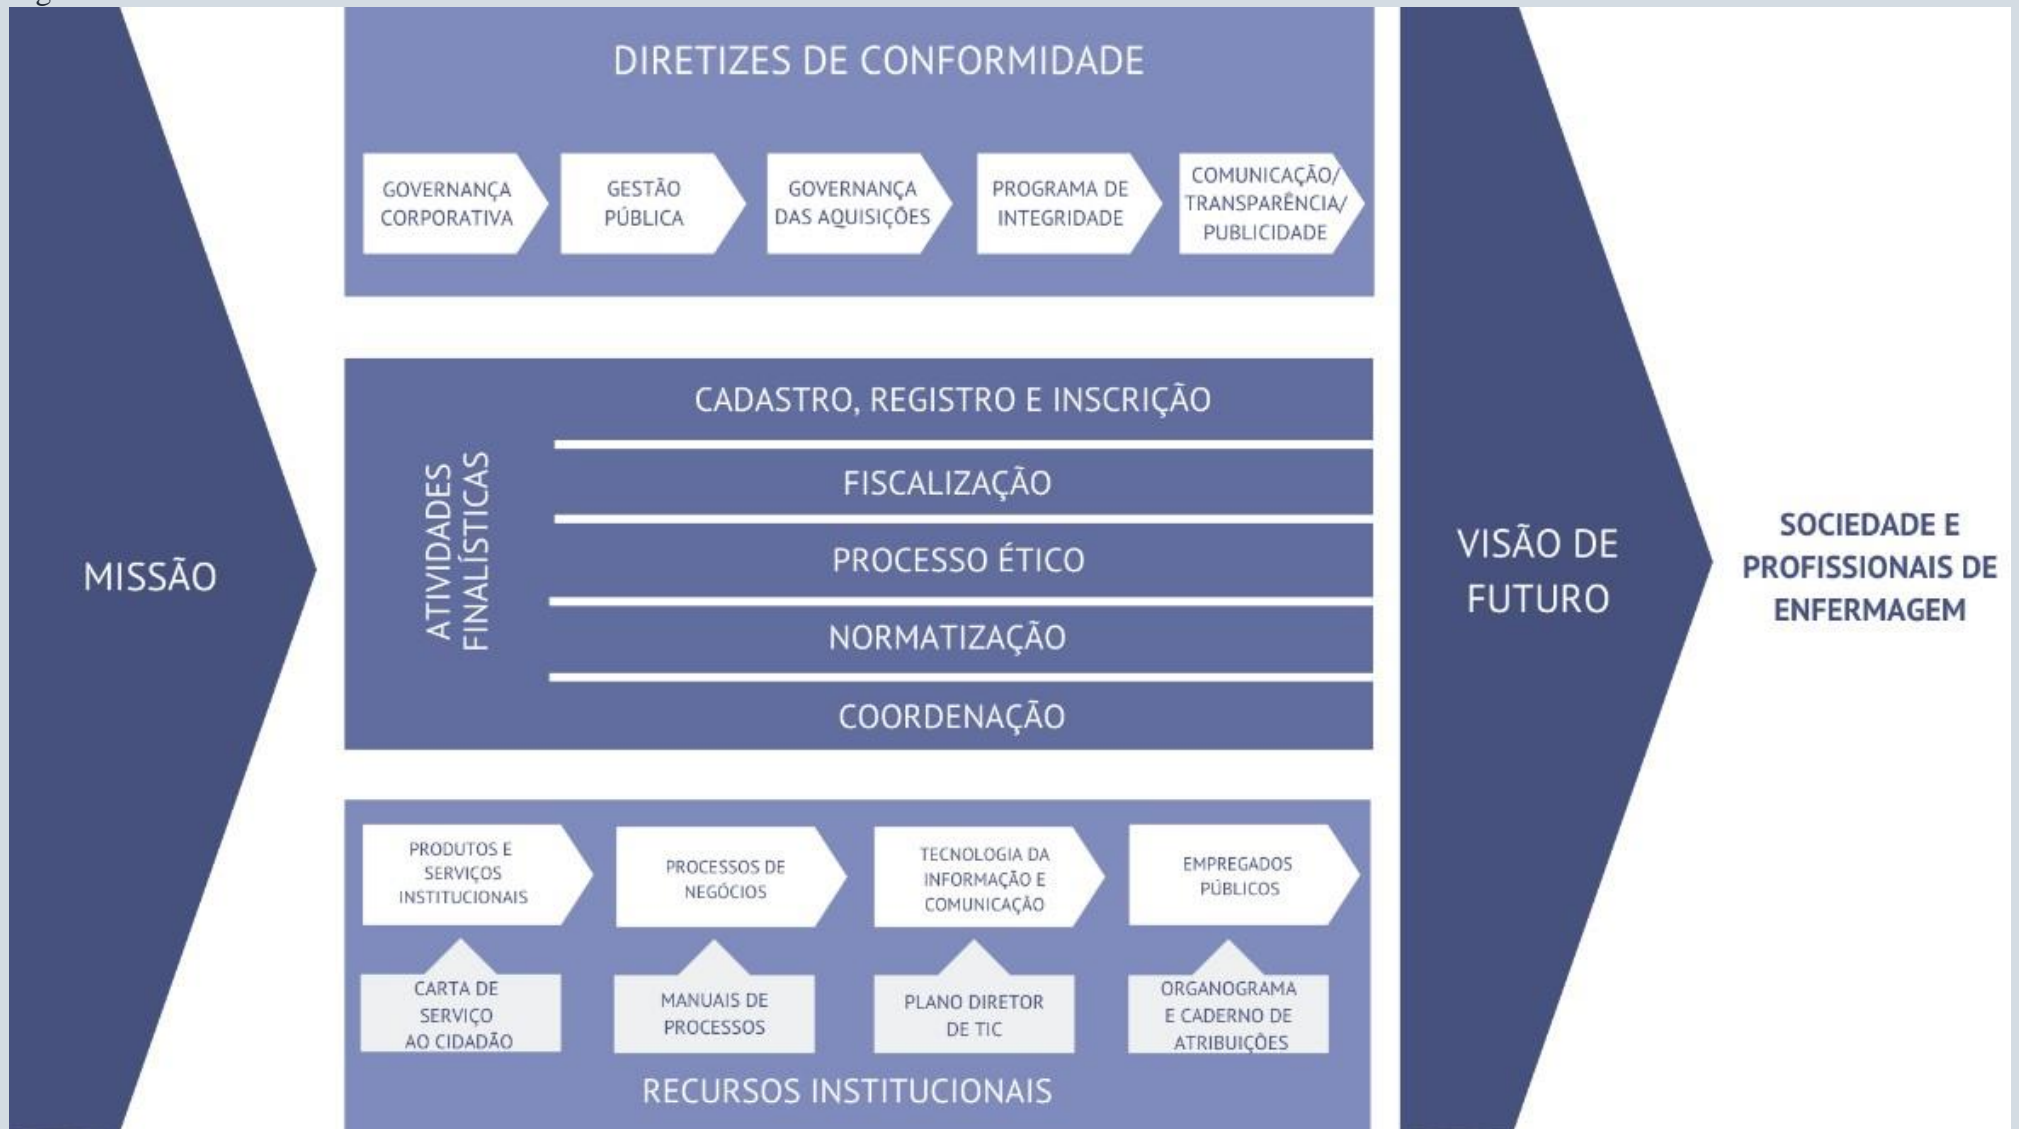 MISSÃO
DIRETIZES DE CONFORMIDADE
GOVERNANÇA
CORPORATIVA
GESTÃO
PÚBLICA
GOVERNANÇA
DAS AQUISIÇÕES
PROGRAMA DE
INTEGRIDADE
COMUNICAÇÃO/
TRANSPARÊNCIA/
PUBLICIDADE
ATIVIDADES
FINALÍSTICAS
CADASTRO, REGISTRO E INSCRIÇÃO
FISCALIZAÇÃO
PROCESSO ÉTICO
NORMATIZAÇÃO
COORDENAÇÃO
PRODUTOS E
SERVIÇOS
INSTITUCIONAIS
PROCESSOS DE
NEGÓCIOS
TECNOLOGIA DA
INFORMAÇÃO E
COMUNICAÇÃO
EMPREGADOS
PÚBLICOS
CARTA DE
SERVIÇO
AO CIDADÃO
MANUAIS DE
PROCESSOS
PLANO DIRETOR
DE TIC
ORGANOGRAMA
E CADERNO DE
ATRIBUIÇÕES
RECURSOS INSTITUCIONAIS
VISÃO DE
FUTURO
SOCIEDADE E
PROFISSIONAIS DE
ENFERMAGEM